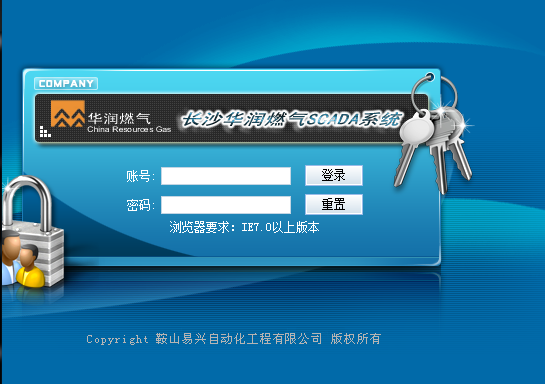 COMPANY
华润燃气
China Resources Gas
长沙华润燃气SCADA系统
账号:
登录
密码:
重置
浏览器要求：IE7.0以上版本
Copyright 鞍山易兴自动化工程有限公司 版权所有